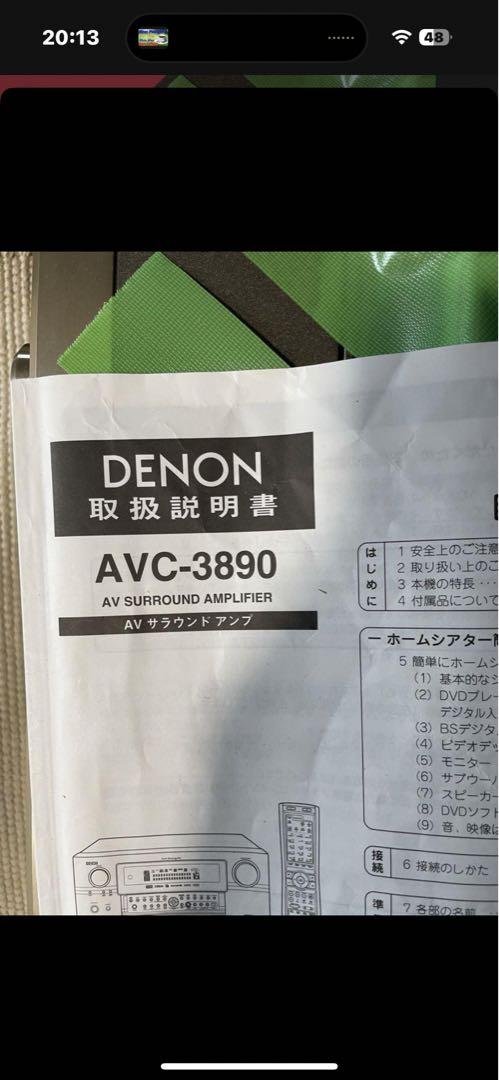 20:13
48
DENON
取扱説明書
AVC-3890
AV SURROUND AMPLIFIER
AV サラウンド アンプ
はじめに
1 安全上のご注意
2 取り扱い上のご
3 本機の特長・・
4 付属品について
ーホームシアター
5 簡単にホームシ
(1) 基本的な
(2) DVDプレー
デジタル入
(3) BSデジタ
(4) ビデオデッ
(5) モニター
(6) サブウー
(7) スピーカー
(8) DVDソフト
(9) 音、映像
接続
6 接続のしかた
準
7 各部の名前
DENON